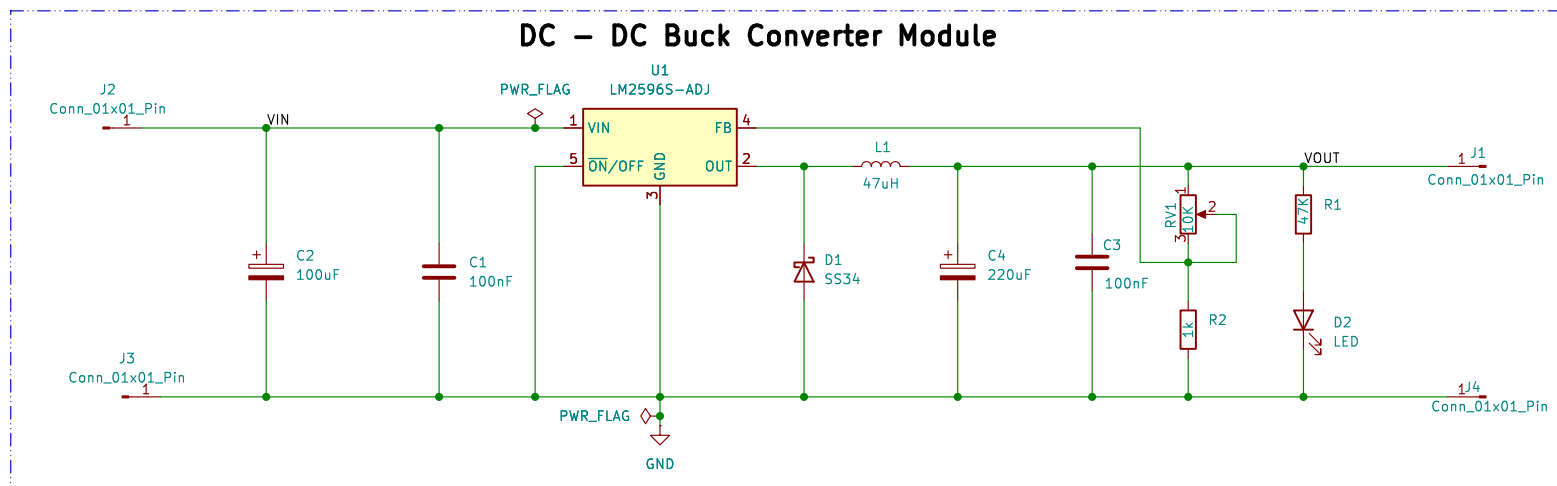 DC - DC Buck Converter Module
U1
LM2596S-ADJ
PWR_FLAG
J2
Conn_01x01_Pin
1
VIN
1
VIN
FB
4
5
ON/OFF
GND
OUT
2
3
L1
47uH
VOUT
1
J1
Conn_01x01_Pin
RV1
10K
1
2
3
47K
R1
+
C2
100uF
C1
100nF
D1
SS34
+
C4
220uF
C3
100nF
1k
R2
D2
LED
J3
Conn_01x01_Pin
1
1
J4
Conn_01x01_Pin
PWR_FLAG
GND